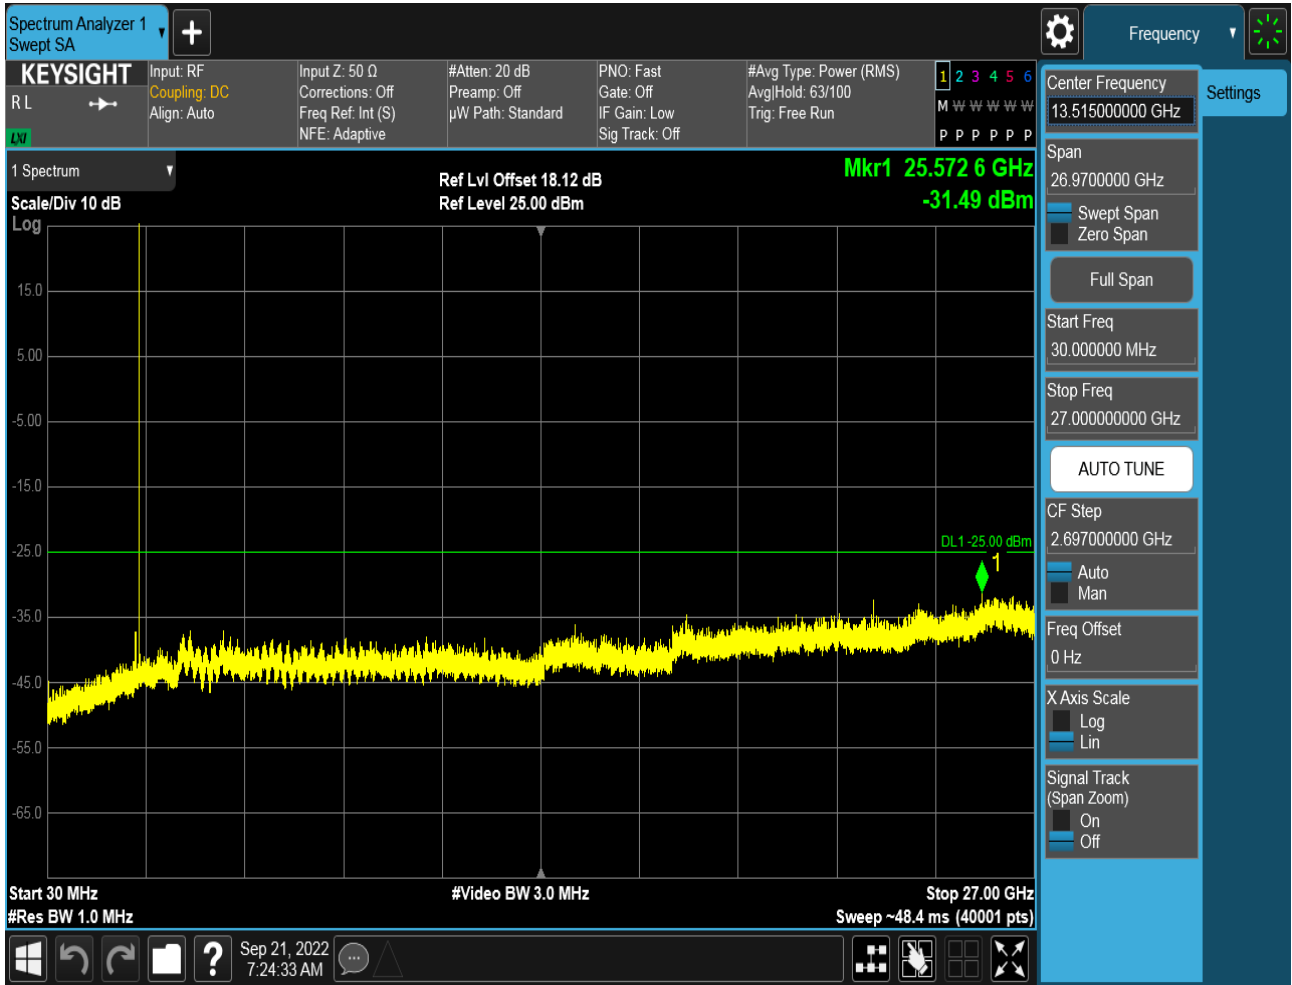 Spectrum Analyzer 1
Swept SA
Frequency
KEYSIGHT
R L
LXI
Input: RF
Coupling: DC
Align: Auto
Input Z: 50 Ω
Corrections: Off
Freq Ref: Int (S)
NFE: Adaptive
#Atten: 20 dB
Preamp: Off
µW Path: Standard
PNO: Fast
Gate: Off
IF Gain: Low
Sig Track: Off
#Avg Type: Power (RMS)
Avg|Hold: 63/100
Trig: Free Run
1 2 3 4 5 6
M W W W W W
P P P P P P
1 Spectrum
Scale/Div 10 dB
Log
Ref Lvl Offset 18.12 dB
Ref Level 25.00 dBm
Mkr1 25.572 6 GHz
-31.49 dBm
15.0
5.00
-5.00
-15.0
-25.0
-35.0
-45.0
-55.0
-65.0
DL1 -25.00 dBm
1
Start 30 MHz
#Res BW 1.0 MHz
#Video BW 3.0 MHz
Stop 27.00 GHz
Sweep ~48.4 ms (40001 pts)
Sep 21, 2022
7:24:33 AM
Center Frequency
13.515000000 GHz
Settings
Span
26.9700000 GHz
Swept Span
Zero Span
Full Span
Start Freq
30.000000 MHz
Stop Freq
27.000000000 GHz
AUTO TUNE
CF Step
2.697000000 GHz
Auto
Man
Freq Offset
0 Hz
X Axis Scale
Log
Lin
Signal Track
(Span Zoom)
On
Off